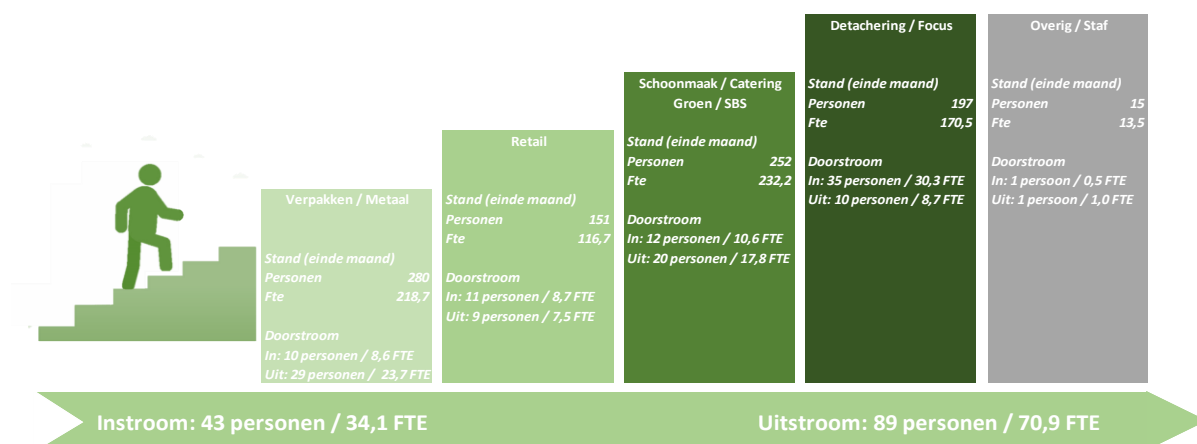 Verpakken / Metaal
Stand (einde maand)
Personen 280
Fte 218,7
Doorstroom
In: 10 personen / 8,6 FTE
Uit: 29 personen / 23,7 FTE
Retail
Stand (einde maand)
Personen 151
Fte 116,7
Doorstroom
In: 11 personen / 8,7 FTE
Uit: 9 personen / 7,5 FTE
Schoonmaak / Catering
Groen / SBS
Stand (einde maand)
Personen 252
Fte 232,2
Doorstroom
In: 12 personen / 10,6 FTE
Uit: 20 personen / 17,8 FTE
Detachering / Focus
Stand (einde maand)
Personen 197
Fte 170,5
Doorstroom
In: 35 personen / 30,3 FTE
Uit: 10 personen / 8,7 FTE
Overig / Staf
Stand (einde maand)
Personen 15
Fte 13,5
Doorstroom
In: 1 persoon / 0,5 FTE
Uit: 1 persoon / 1,0 FTE
Instroom: 43 personen / 34,1 FTE
Uitstroom: 89 personen / 70,9 FTE